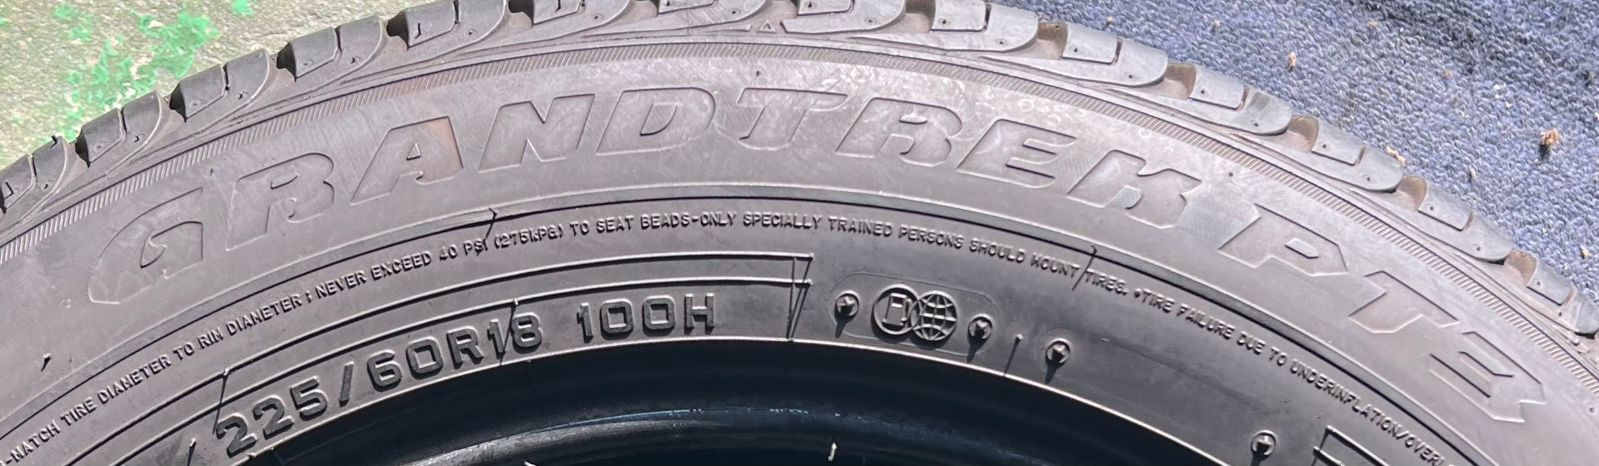 GRANDTREK PT3
-MATCH TIRE DIAMETER TO RIM DIAMETER; NEVER EXCEED 40 PSI (275kPa) TO SEAT BEADS-ONLY SPECIALLY TRAINED PERSONS SHOULD MOUNT TIRES. •TIRE FAILURE DUE TO UNDERINFLATION/OVERL
225/60R18 100H